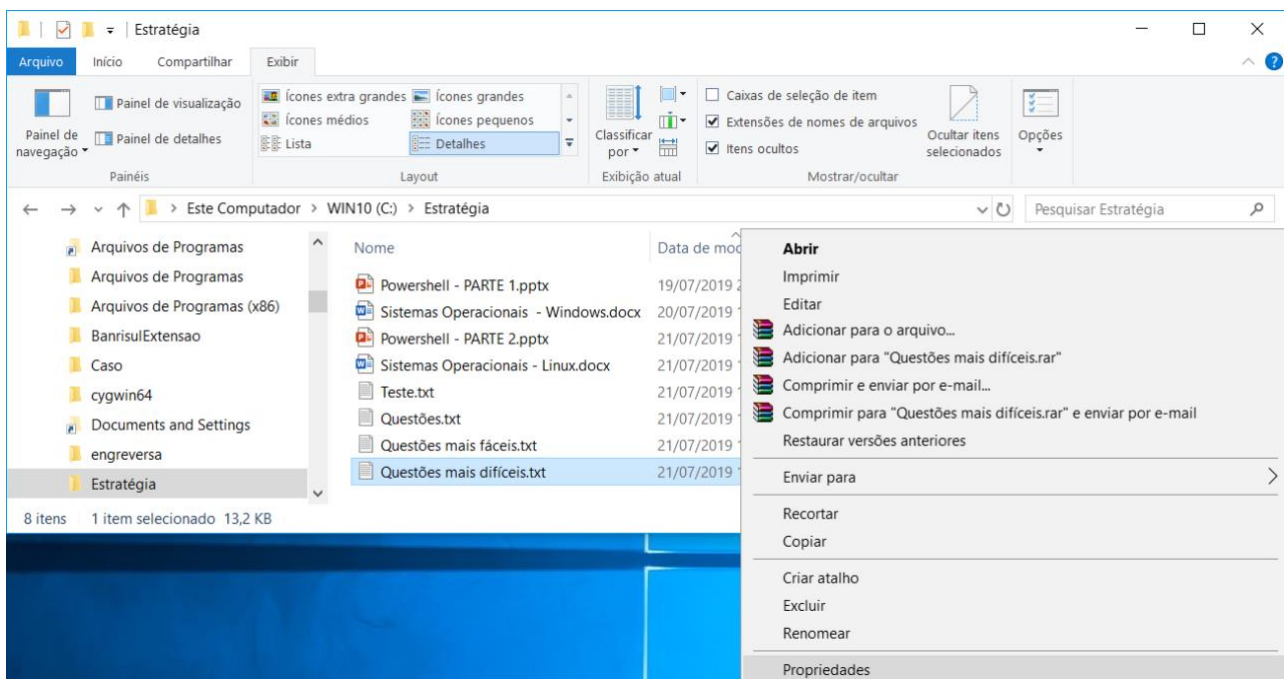 Estratégia
Arquivo Início Compartilhar Exibir
Painel de navegação
Painel de visualização
Painel de detalhes
Painéis
Ícones extra grandes Ícones grandes
Ícones médios Ícones pequenos
Lista Detalhes
Layout
Classificar por
Exibição atual
Caixas de seleção de item
Extensões de nomes de arquivos
Itens ocultos
Ocultar itens selecionados
Mostrar/ocultar
Opções
Este Computador > WIN10 (C:) > Estratégia
Pesquisar Estratégia
Arquivos de Programas
Arquivos de Programas
Arquivos de Programas (x86)
BanrisulExtensao
Caso
cygwin64
Documents and Settings
engreversa
Estratégia
Nome Data de moc
Powershell - PARTE 1.pptx 19/07/2019 2
Sistemas Operacionais - Windows.docx 20/07/2019 1
Powershell - PARTE 2.pptx 21/07/2019 1
Sistemas Operacionais - Linux.docx 21/07/2019 1
Teste.txt 21/07/2019 1
Questões.txt 21/07/2019 1
Questões mais fáceis.txt 21/07/2019 1
Questões mais difíceis.txt 21/07/2019 1
8 itens 1 item selecionado 13,2 KB
Abrir
Imprimir
Editar
Adicionar para o arquivo...
Adicionar para "Questões mais difíceis.rar"
Comprimir e enviar por e-mail...
Comprimir para "Questões mais difíceis.rar" e enviar por e-mail
Restaurar versões anteriores
Enviar para
Recortar
Copiar
Criar atalho
Excluir
Renomear
Propriedades